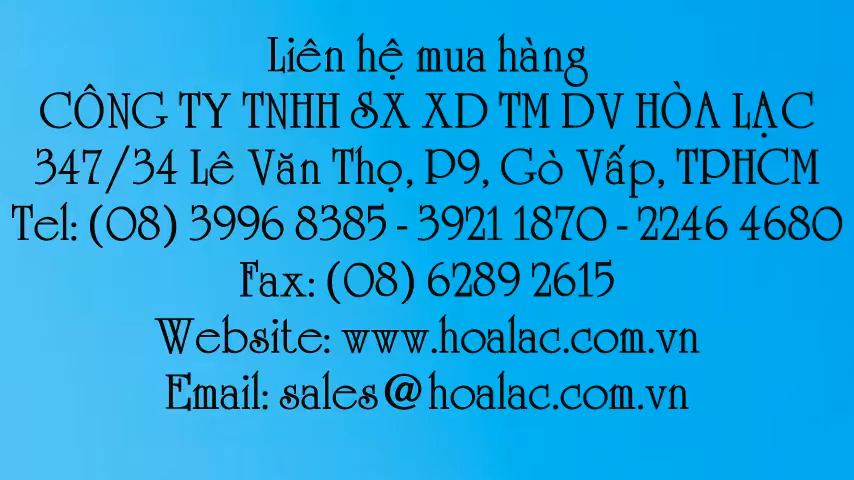 Liên hệ mua hàng
CÔNG TY TNHH SX XD TM DV HÒA LẠC
347/34 Lê Văn Thọ, P9, Gò Vấp, TPHCM
Tel: (08) 3996 8385 - 3921 1870 - 2246 4680
Fax: (08) 6289 2615
Website: www.hoalac.com.vn
Email: sales@hoalac.com.vn